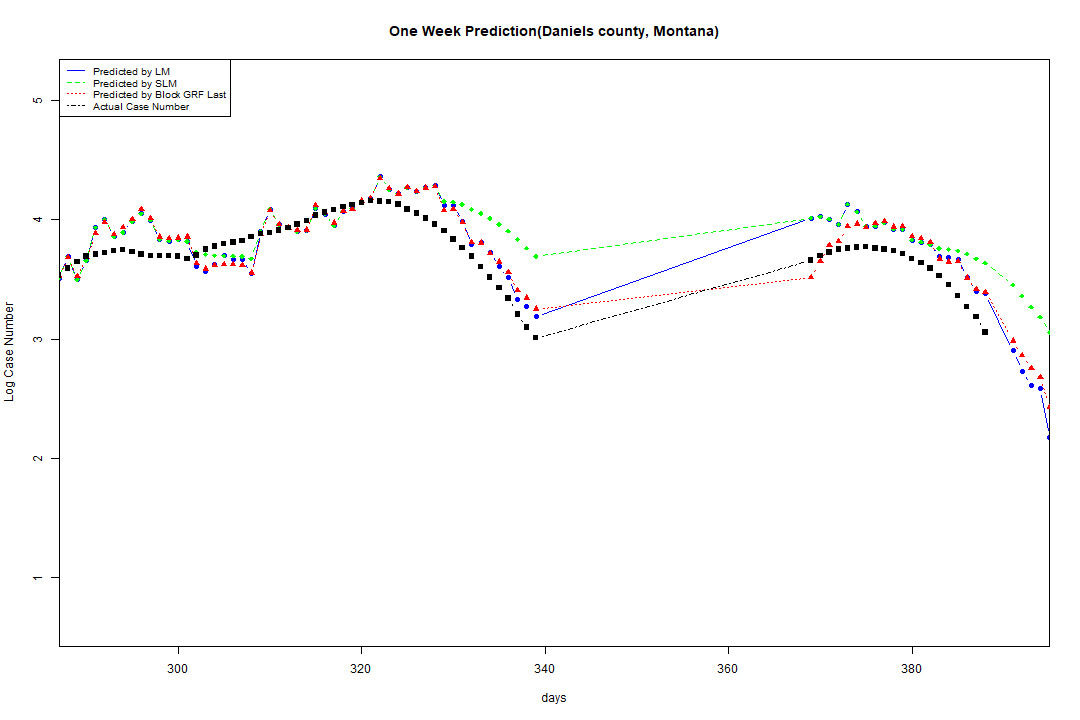 One Week Prediction(Daniels county, Montana)
Predicted by LM
Predicted by SLM
Predicted by Block GRF Last
Actual Case Number
5
4
3
2
1
Log Case Number
300 320 340 360 380
days